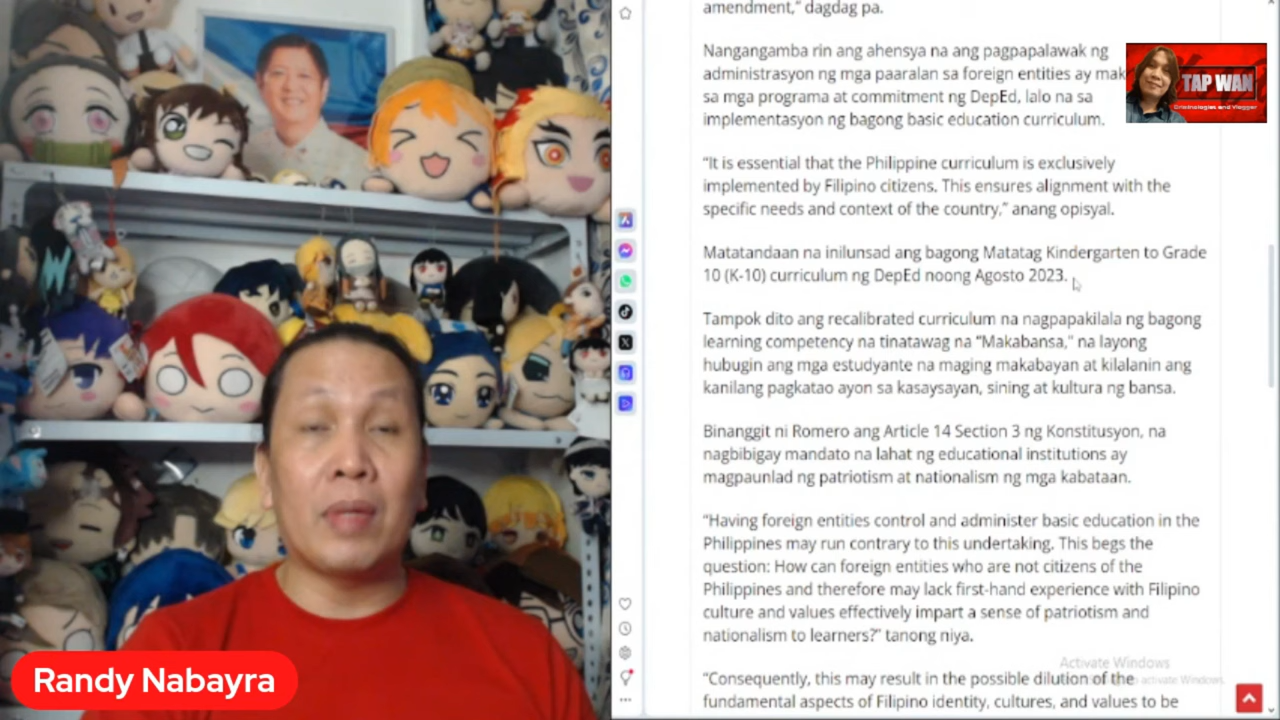 amendment,” dagdag pa.
Nangangamba rin ang ahensya na ang pagpapalawak ng
administrasyon ng mga paaralan sa foreign entities ay
sa mga programa at commitment ng DepEd, lalo na sa
implementasyon ng bagong basic education curriculum.
“It is essential that the Philippine curriculum is exclusively
implemented by Filipino citizens. This ensures alignment with the
specific needs and context of the country,” anang opisyal.
Matatandaan na inilunsad ang bagong Matatag Kindergarten to Grade
10 (K-10) curriculum ng DepEd noong Agosto 2023.
Tampok dito ang recalibrated curriculum na nagpapakilala ng bagong
learning competency na tinatawag na “Makabansa,” na layong
hubugin ang mga estudyante na maging makabayan at kilalanin ang
kanilang pagkatao ayon sa kasaysayan, sining at kultura ng bansa.
Binanggit ni Romero ang Article 14 Section 3 ng Konstitusyon, na
nagbibigay mandato na lahat ng educational institutions ay
magpaunlad ng patriotism at nationalism ng mga kabataan.
“Having foreign entities control and administer basic education in the
Philippines may run contrary to this undertaking. This begs the
question: How can foreign entities who are not citizens of the
Philippines and therefore may lack first-hand experience with Filipino
culture and values effectively impart a sense of patriotism and
nationalism to learners?” tanong niya.
“Consequently, this may result in the possible dilution of the
fundamental aspects of Filipino identity, cultures, and values to be
TAP WAN
Criminologist and Vlogger
Activate Windows
activate Windows.
Randy Nabayra